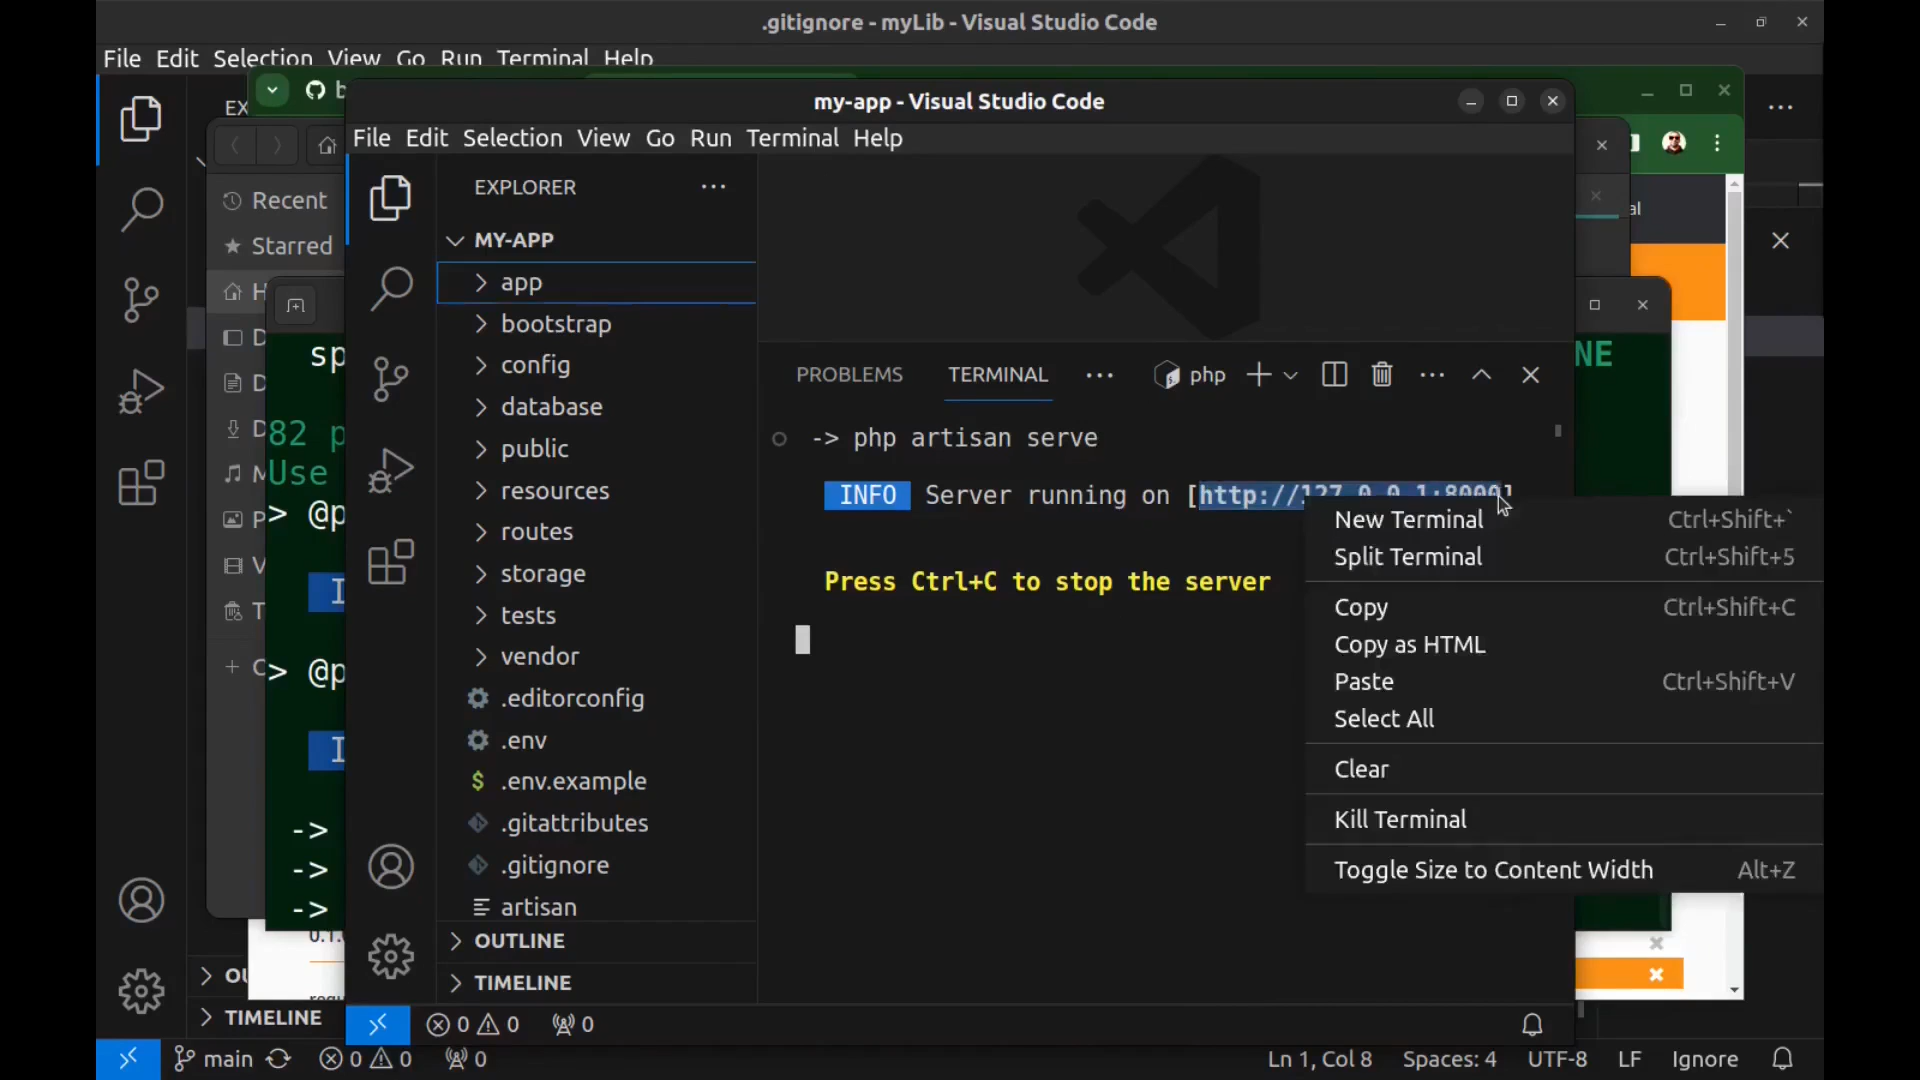 .gitignore - myLib - Visual Studio Code
File Edit Selection View Go Run Terminal Help
my-app - Visual Studio Code
File Edit Selection View Go Run Terminal Help
Recent
Starred
EXPLORER
MY-APP
app
bootstrap
config
database
public
resources
routes
storage
tests
vendor
.editorconfig
.env
$ .env.example
.gitattributes
.gitignore
artisan
OUTLINE
TIMELINE
PROBLEMS TERMINAL ··· php
-> php artisan serve
INFO Server running on [http://127.0.0.1:8000]
Press Ctrl+C to stop the server
New Terminal Ctrl+Shift+`
Split Terminal Ctrl+Shift+5
Copy Ctrl+Shift+C
Copy as HTML
Paste Ctrl+Shift+V
Select All
Clear
Kill Terminal
Toggle Size to Content Width Alt+Z
82
Use
> @p
> @p
->
->
->
NE
0 0 0
TIMELINE
main 0 0 0
Ln 1, Col 8 Spaces: 4 UTF-8 LF Ignore